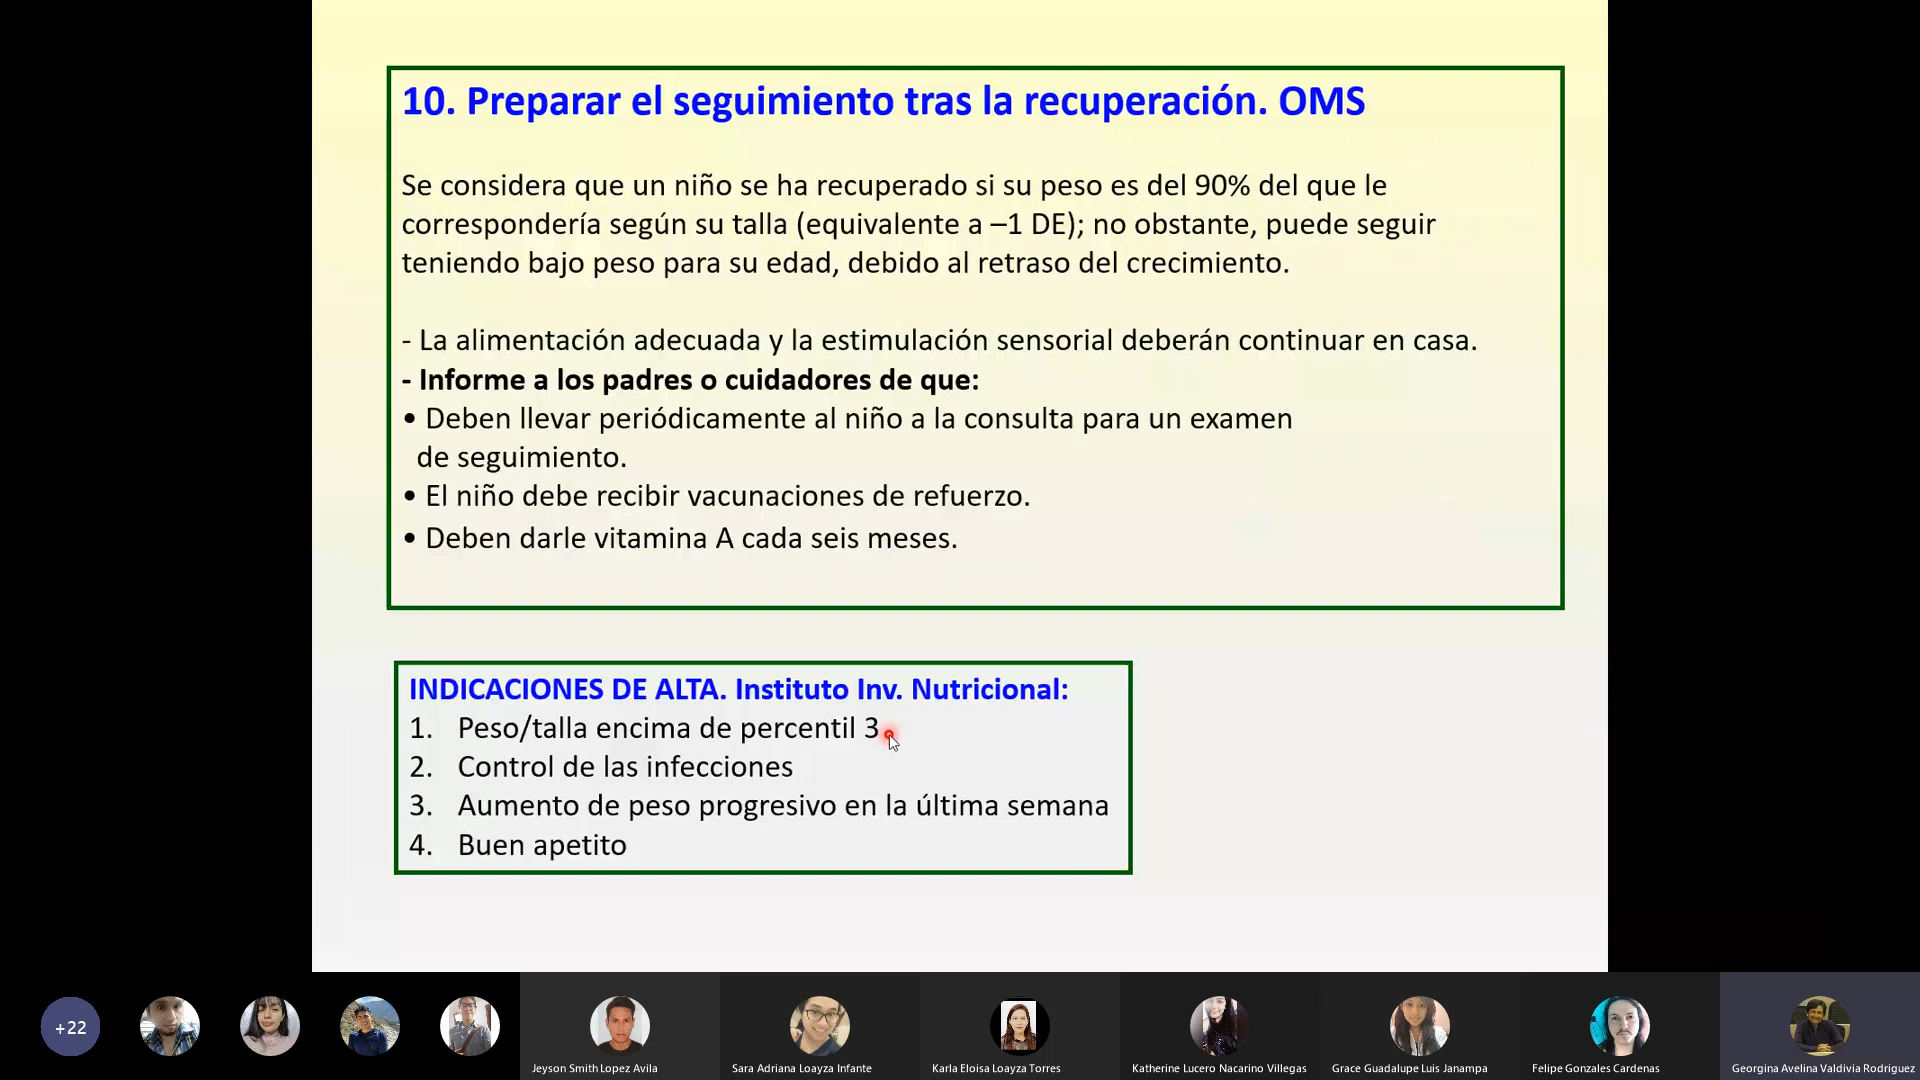 10. Preparar el seguimiento tras la recuperación. OMS
Se considera que un niño se ha recuperado si su peso es del 90% del que le
correspondería según su talla (equivalente a –1 DE); no obstante, puede seguir
teniendo bajo peso para su edad, debido al retraso del crecimiento.
- La alimentación adecuada y la estimulación sensorial deberán continuar en casa.
- Informe a los padres o cuidadores de que:
• Deben llevar periódicamente al niño a la consulta para un examen
de seguimiento.
• El niño debe recibir vacunaciones de refuerzo.
• Deben darle vitamina A cada seis meses.
INDICACIONES DE ALTA. Instituto Inv. Nutricional:
1. Peso/talla encima de percentil 3
2. Control de las infecciones
3. Aumento de peso progresivo en la última semana
4. Buen apetito
+22
Jeyson Smith Lopez Avila
Sara Adriana Loayza Infante
Karla Eloisa Loayza Torres
Katherine Lucero Nacarino Villegas
Grace Guadalupe Luis Janampa
Felipe Gonzales Cardenas
Georgina Avelina Valdivia Rodriguez